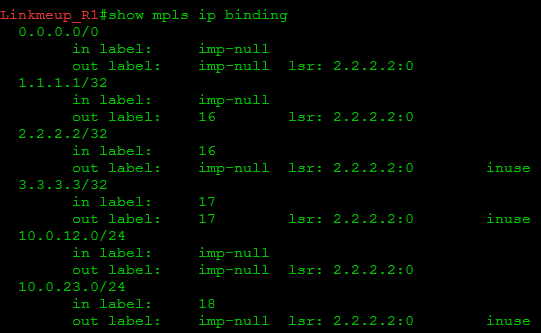 Linkmeup_R1#show mpls ip binding
0.0.0.0/0
in label: imp-null
out label: imp-null lsr: 2.2.2.2:0
1.1.1.1/32
in label: imp-null
out label: 16 lsr: 2.2.2.2:0
2.2.2.2/32
in label: 16
out label: imp-null lsr: 2.2.2.2:0 inuse
3.3.3.3/32
in label: 17
out label: 17 lsr: 2.2.2.2:0 inuse
10.0.12.0/24
in label: imp-null
out label: imp-null lsr: 2.2.2.2:0
10.0.23.0/24
in label: 18
out label: imp-null lsr: 2.2.2.2:0 inuse